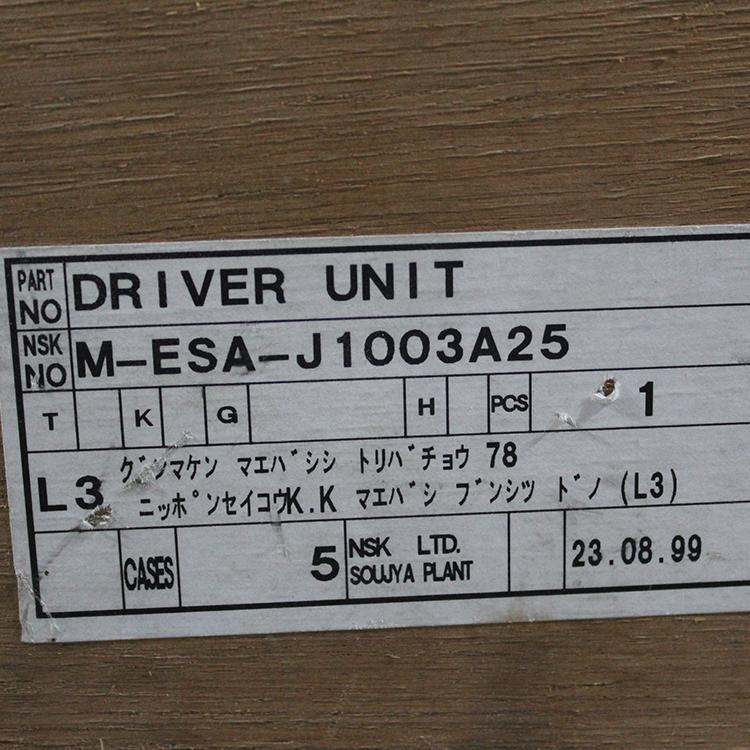 PART NO DRIVER UNIT
NSK NO M-ESA-J1003A25
T K G H PCS 1
L3 グンマケン マエバシシ トリバチョウ 78
ニッポンセイコウK.K マエバシ ブンシツ ドノ (L3)
CASES 5 NSK LTD. SOUJYA PLANT 23.08.99